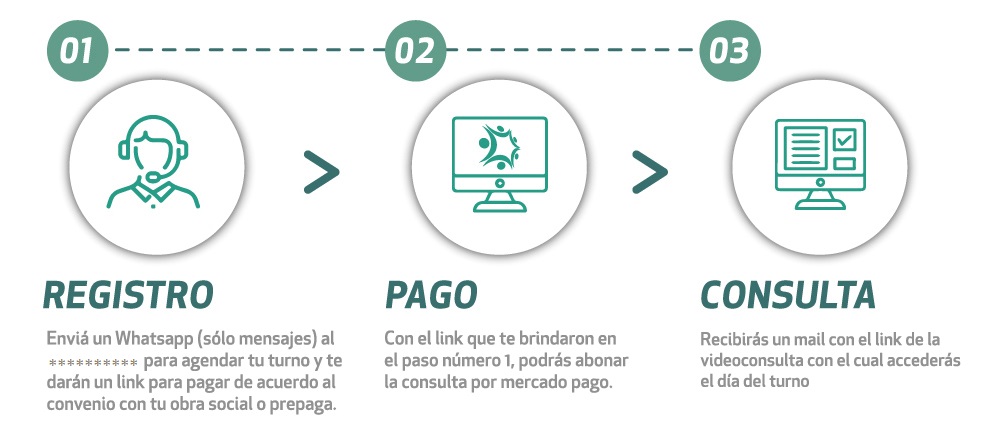 01
02
03
REGISTRO
Enviá un Whatsapp (sólo mensajes) al
********** para agendar tu turno y te
darán un link para pagar de acuerdo al
convenio con tu obra social o prepaga.
PAGO
Con el link que te brindaron en
el paso número 1, podrás abonar
la consulta por mercado pago.
CONSULTA
Recibirás un mail con el link de la
videoconsulta con el cual accederás
el día del turno